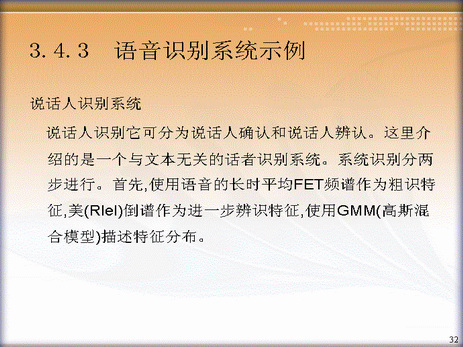 3.4.3 语音识别系统示例
说话人识别系统
说话人识别它可分为说话人确认和说话人辨认。这里介
绍的是一个与文本无关的话者识别系统。系统识别分两
步进行。首先,使用语音的长时平均FET频谱作为粗识特
征,美(Rlel)倒谱作为进一步辨识特征,使用GMM(高斯混
合模型)描述特征分布。
32